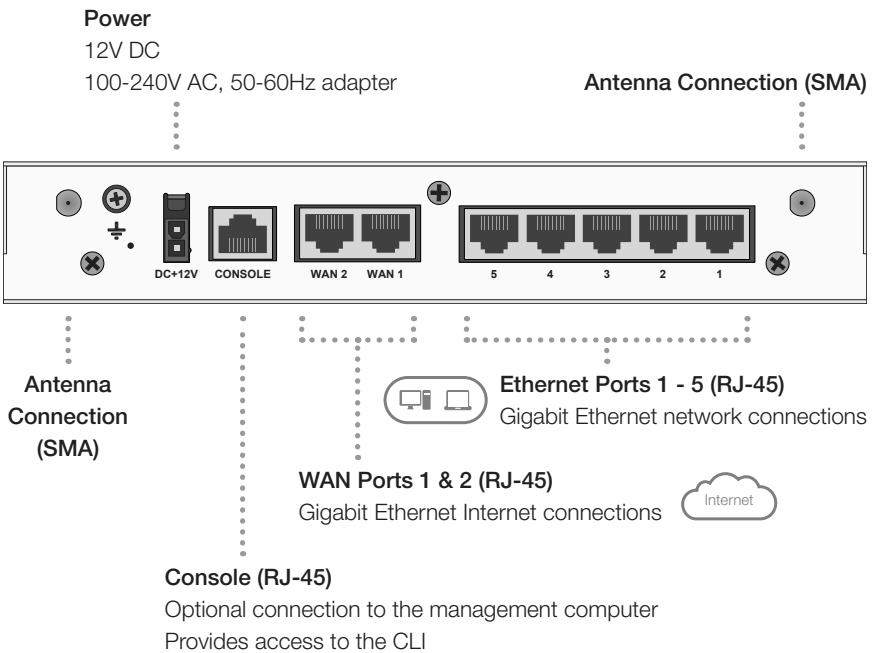 Power
12V DC
100-240V AC, 50-60Hz adapter
Antenna Connection (SMA)
DC+12V
CONSOLE
WAN 2
WAN 1
5
4
3
2
1
Antenna
Connection
(SMA)
Ethernet Ports 1 - 5 (RJ-45)
Gigabit Ethernet network connections
WAN Ports 1 & 2 (RJ-45)
Gigabit Ethernet Internet connections
Internet
Console (RJ-45)
Optional connection to the management computer
Provides access to the CLI